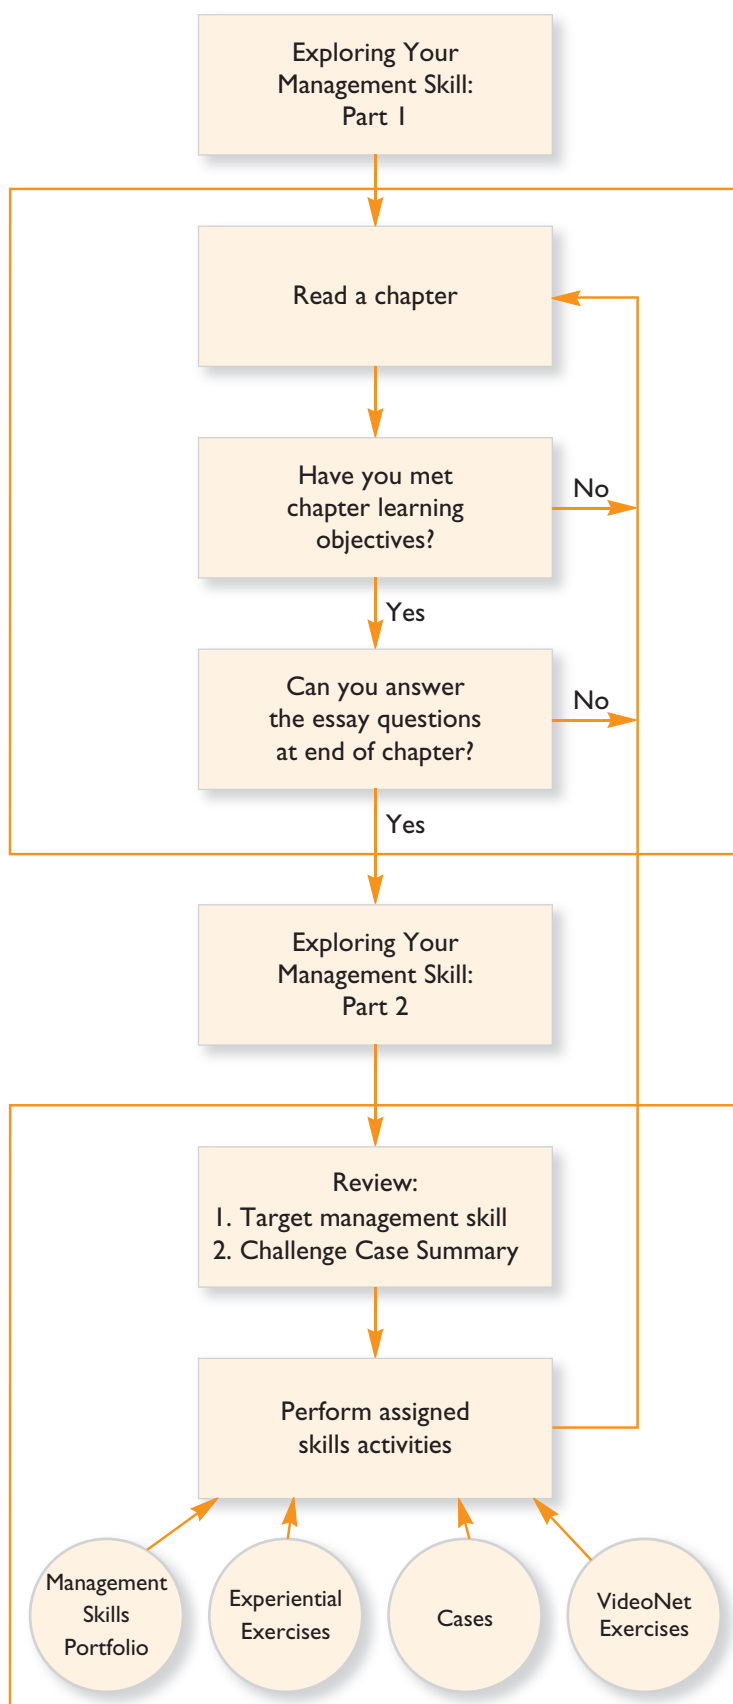 Exploring Your
Management Skill:
Part 1
Read a chapter
Have you met
chapter learning
objectives?
No
Yes
Can you answer
the essay questions
at end of chapter?
No
Yes
Exploring Your
Management Skill:
Part 2
Review:
1. Target management skill
2. Challenge Case Summary
Perform assigned
skills activities
Management
Skills
Portfolio
Experiential
Exercises
Cases
VideoNet
Exercises